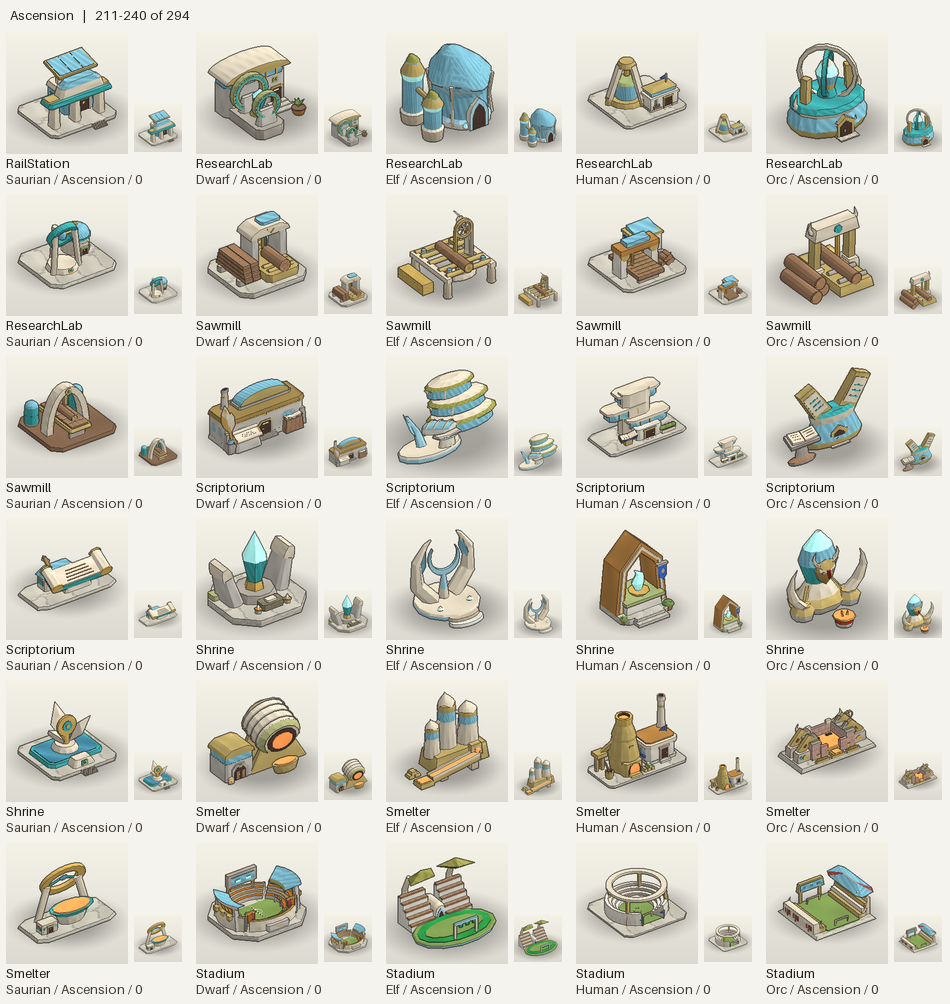 Ascension | 211-240 of 294
RailStation
Saurian / Ascension / 0
ResearchLab
Dwarf / Ascension / 0
ResearchLab
Elf / Ascension / 0
ResearchLab
Human / Ascension / 0
ResearchLab
Orc / Ascension / 0
ResearchLab
Saurian / Ascension / 0
Sawmill
Dwarf / Ascension / 0
Sawmill
Elf / Ascension / 0
Sawmill
Human / Ascension / 0
Sawmill
Orc / Ascension / 0
Sawmill
Saurian / Ascension / 0
Scriptorium
Dwarf / Ascension / 0
Scriptorium
Elf / Ascension / 0
Scriptorium
Human / Ascension / 0
Scriptorium
Orc / Ascension / 0
Scriptorium
Saurian / Ascension / 0
Shrine
Dwarf / Ascension / 0
Shrine
Elf / Ascension / 0
Shrine
Human / Ascension / 0
Shrine
Orc / Ascension / 0
Shrine
Saurian / Ascension / 0
Smelter
Dwarf / Ascension / 0
Smelter
Elf / Ascension / 0
Smelter
Human / Ascension / 0
Smelter
Orc / Ascension / 0
Smelter
Saurian / Ascension / 0
Stadium
Dwarf / Ascension / 0
Stadium
Elf / Ascension / 0
Stadium
Human / Ascension / 0
Stadium
Orc / Ascension / 0